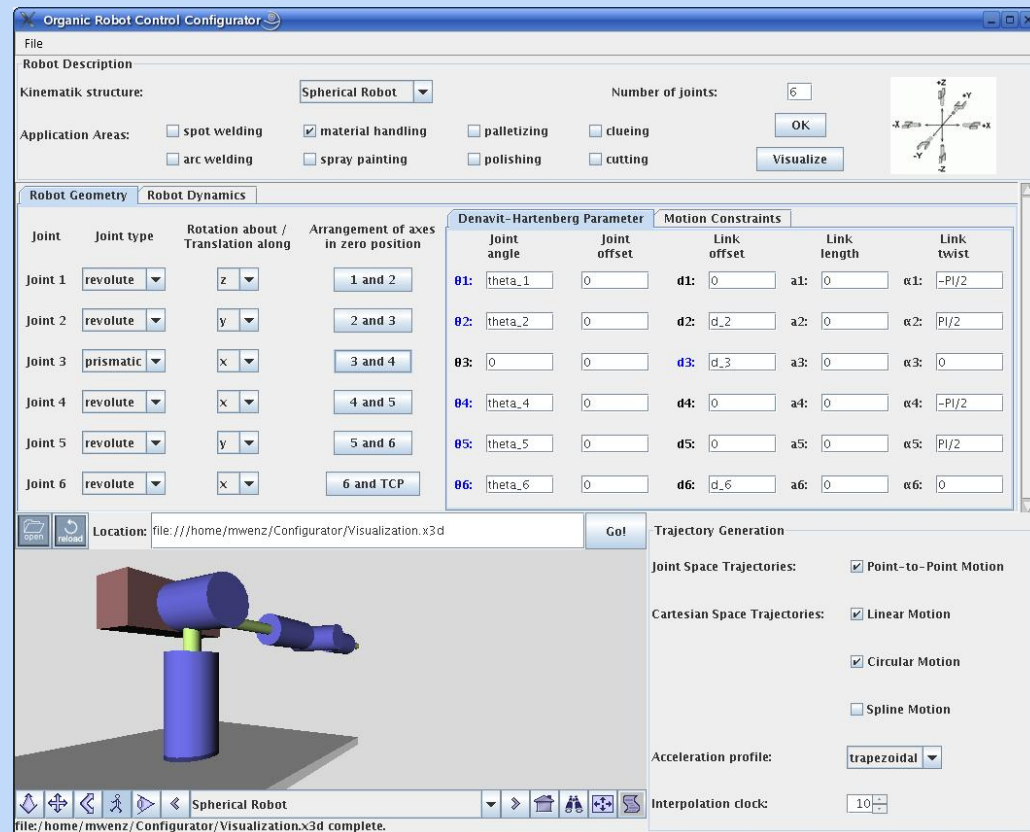 Organic Robot Control Configurator
File
Robot Description
Kinematik structure: Spherical Robot Number of joints: 6
Application Areas: spot welding material handling palletizing clueing OK
arc welding spray painting polishing cutting Visualize
+Z
+Y
-X +X
-Y
-Z
Robot Geometry Robot Dynamics
Joint Joint type Rotation about / Translation along Arrangement of axes in zero position
Denavit-Hartenberg Parameter Motion Constraints
Joint angle Joint offset Link offset Link length Link twist
Joint 1 revolute z 1 and 2 θ1: theta_1 0 d1: 0 a1: 0 α1: -PI/2
Joint 2 revolute y 2 and 3 θ2: theta_2 0 d2: d_2 a2: 0 α2: PI/2
Joint 3 prismatic x 3 and 4 θ3: 0 0 d3: d_3 a3: 0 α3: 0
Joint 4 revolute x 4 and 5 θ4: theta_4 0 d4: 0 a4: 0 α4: -PI/2
Joint 5 revolute y 5 and 6 θ5: theta_5 0 d5: 0 a5: 0 α5: PI/2
Joint 6 revolute x 6 and TCP θ6: theta_6 0 d6: d_6 a6: 0 α6: 0
open reload Location: file:///home/mwenz/Configurator/Visualization.x3d Go!
Trajectory Generation
Joint Space Trajectories: Point-to-Point Motion
Cartesian Space Trajectories: Linear Motion
Circular Motion
Spline Motion
Acceleration profile: trapezoidal
Interpolation clock: 10
Spherical Robot
file:/home/mwenz/Configurator/Visualization.x3d complete.